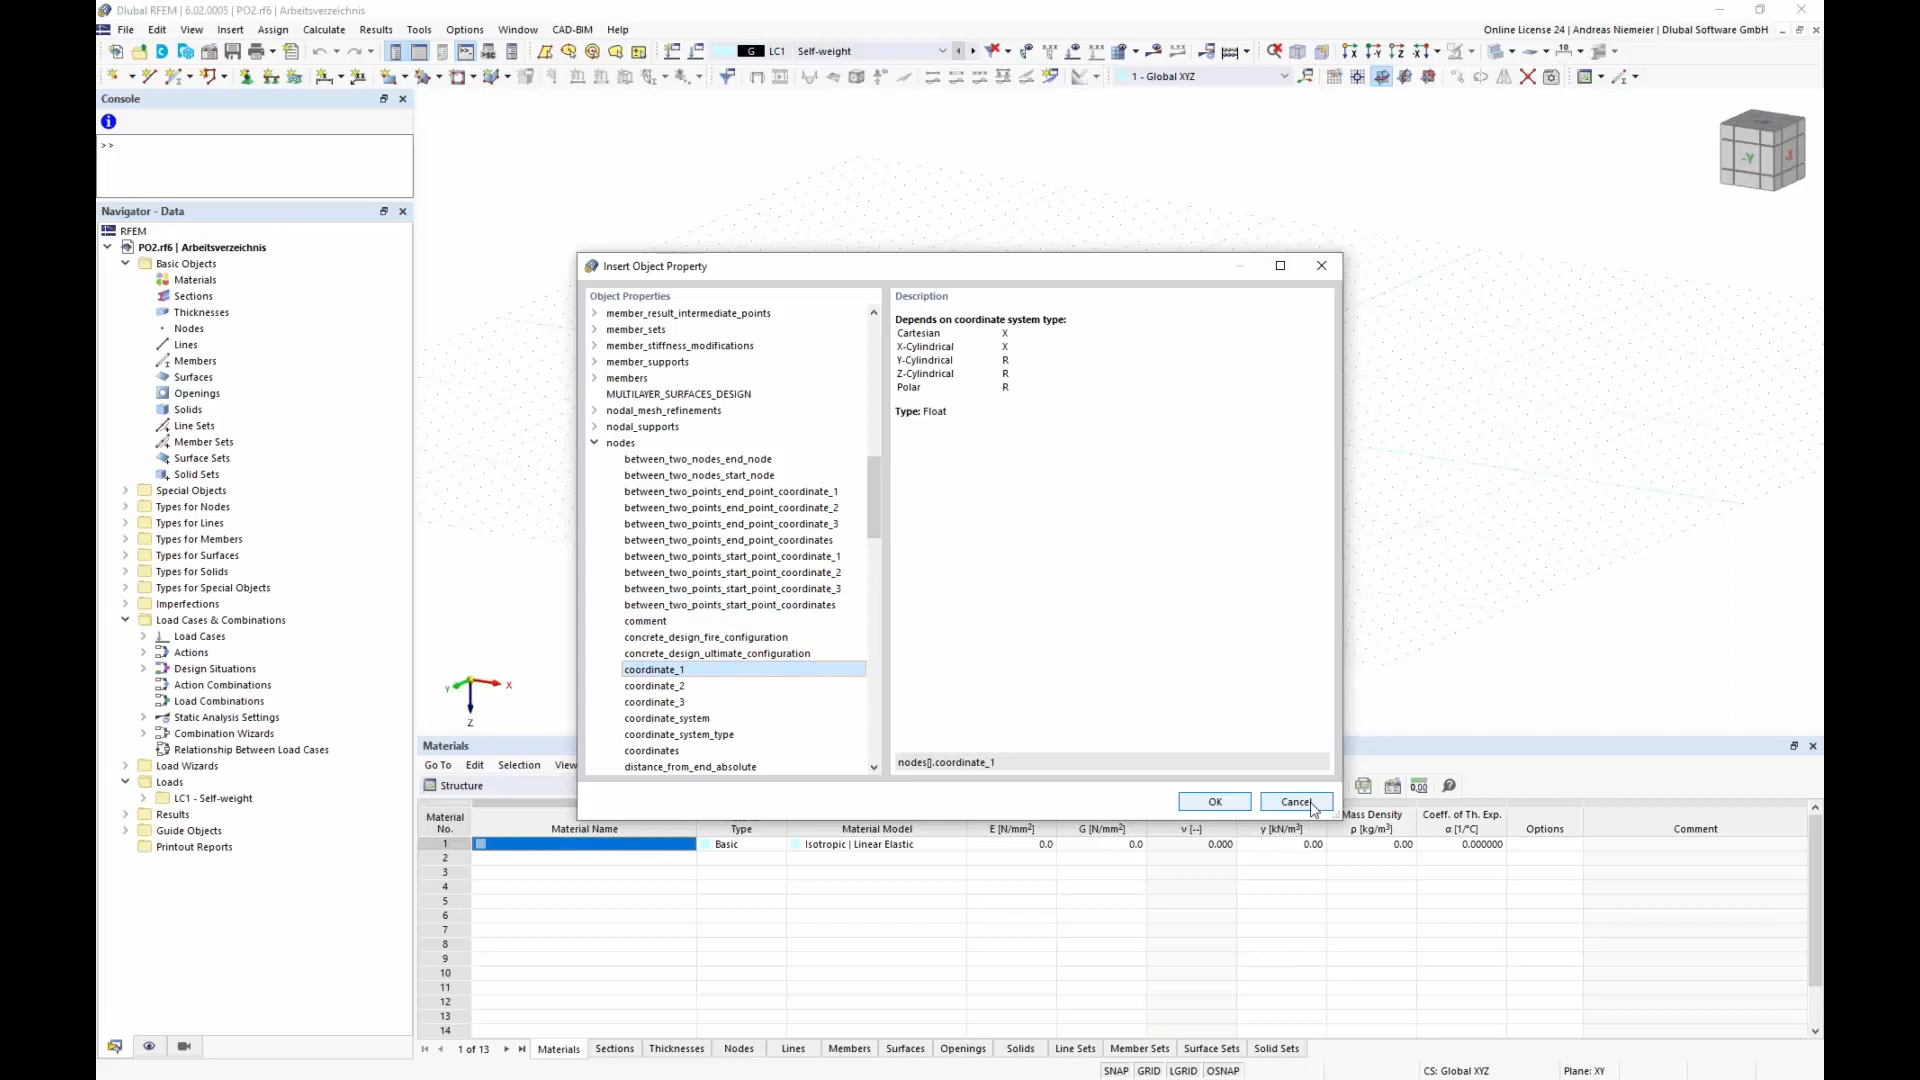 Dlubal RFEM | 6.02.0005 | PO2.rf6 | Arbeitsverzeichnis
File Edit View Insert Assign Calculate Results Tools Options Window CAD-BIM Help
Online License 24 | Andreas Niemeier | Dlubal Software GmbH
G LC1 Self-weight
1 - Global XYZ
Console
>>
Navigator - Data
RFEM
PO2.rf6 | Arbeitsverzeichnis
Basic Objects
Materials
Sections
Thicknesses
Nodes
Lines
Members
Surfaces
Openings
Solids
Line Sets
Member Sets
Surface Sets
Solid Sets
Special Objects
Types for Nodes
Types for Lines
Types for Members
Types for Surfaces
Types for Solids
Types for Special Objects
Imperfections
Load Cases & Combinations
Load Cases
Actions
Design Situations
Action Combinations
Load Combinations
Static Analysis Settings
Combination Wizards
Relationship Between Load Cases
Load Wizards
Loads
LC1 - Self-weight
Results
Guide Objects
Printout Reports
-Y
Y X
Z
Insert Object Property
Object Properties
member_result_intermediate_points
member_sets
member_stiffness_modifications
member_supports
members
MULTILAYER_SURFACES_DESIGN
nodal_mesh_refinements
nodal_supports
nodes
between_two_nodes_end_node
between_two_nodes_start_node
between_two_points_end_point_coordinate_1
between_two_points_end_point_coordinate_2
between_two_points_end_point_coordinate_3
between_two_points_end_point_coordinates
between_two_points_start_point_coordinate_1
between_two_points_start_point_coordinate_2
between_two_points_start_point_coordinate_3
between_two_points_start_point_coordinates
comment
concrete_design_fire_configuration
concrete_design_ultimate_configuration
coordinate_1
coordinate_2
coordinate_3
coordinate_system
coordinate_system_type
coordinates
distance_from_end_absolute
Description
Depends on coordinate system type:
Cartesian X
X-Cylindrical X
Y-Cylindrical R
Z-Cylindrical R
Polar R
Type: Float
nodes[].coordinate_1
OK Cancel
Materials
Go To Edit Selection View
Structure
Material No. Material Name Type Material Model E [N/mm²] G [N/mm²] ν [--] γ [kN/m³] Mass Density ρ [kg/m³] Coeff. of Th. Exp. α [1/°C] Options Comment
1 Basic Isotropic | Linear Elastic 0.0 0.0 0.000 0.00 0.00 0.000000
2
3
4
5
6
7
8
9
10
11
12
13
14
1 of 13 Materials Sections Thicknesses Nodes Lines Members Surfaces Openings Solids Line Sets Member Sets Surface Sets Solid Sets
SNAP GRID LGRID OSNAP CS: Global XYZ Plane: XY